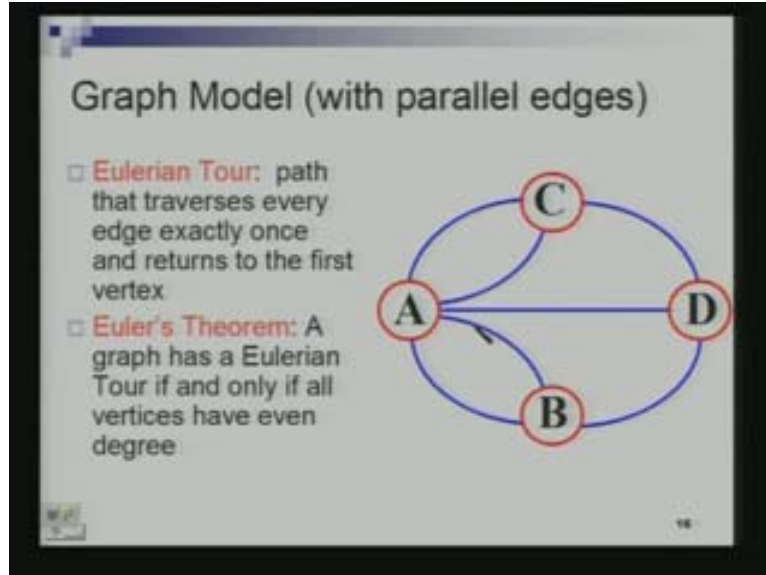 Graph Model (with parallel edges)
Eulerian Tour: path
that traverses every
edge exactly once
and returns to the first
vertex
Euler's Theorem: A
graph has a Eulerian
Tour if and only if all
vertices have even
degree
C
A
D
B
16